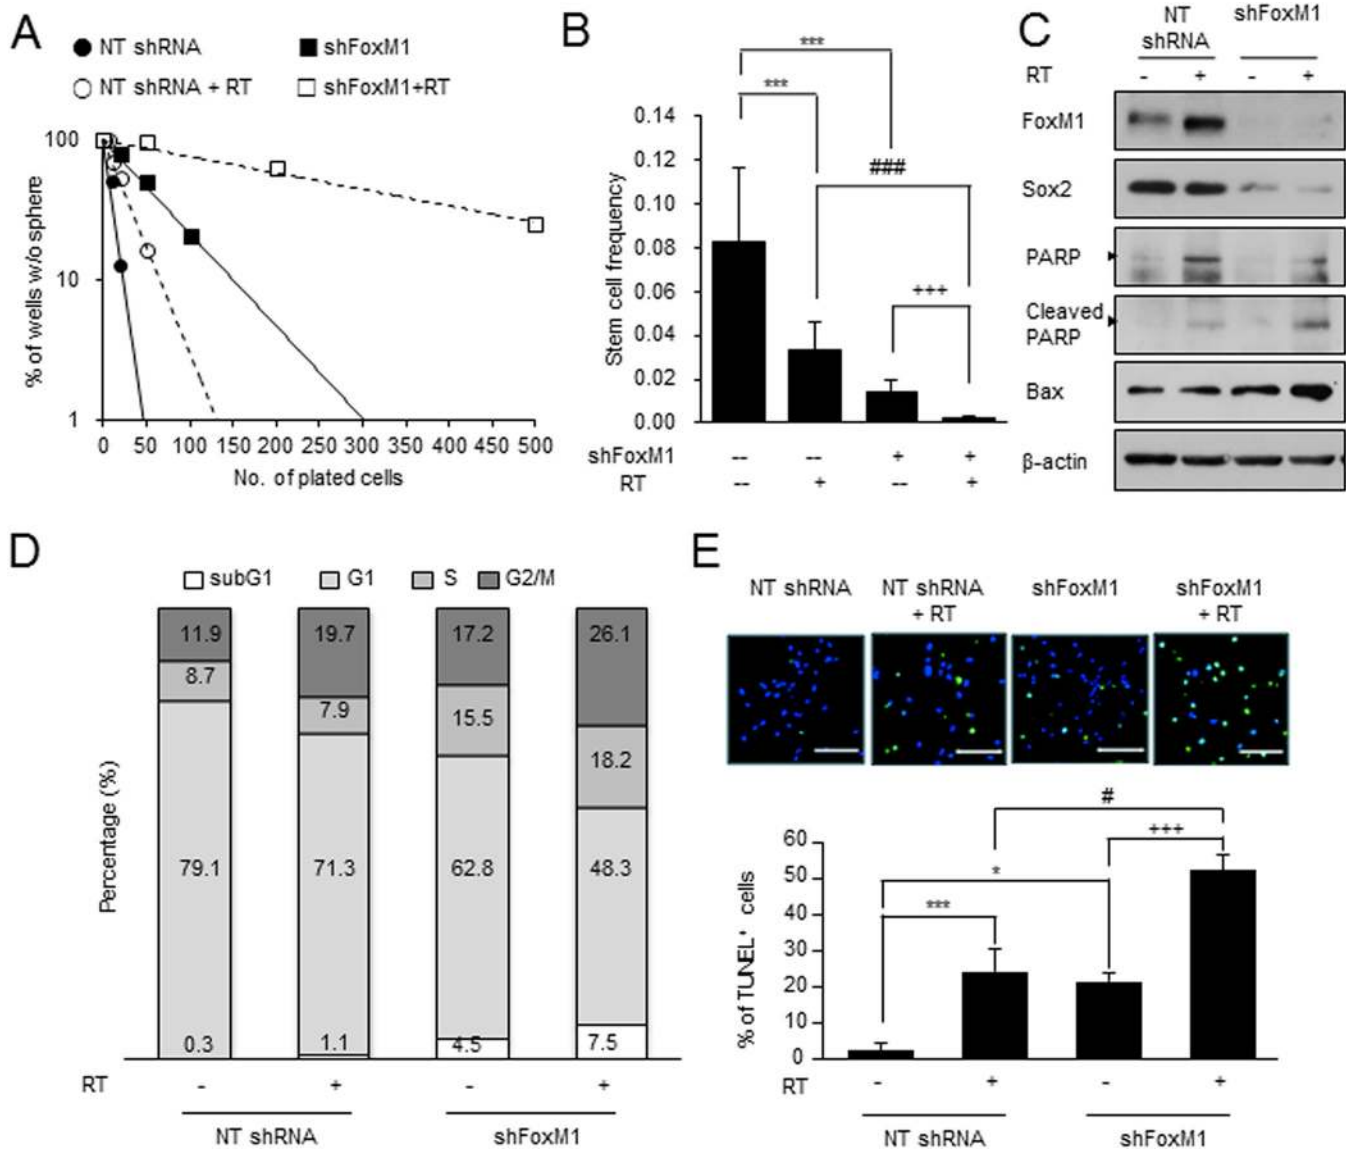 A
NT shRNA
shFoxM1
NT shRNA + RT
shFoxM1+RT
% of wells w/o sphere
100
10
1
0 50 100 150 200 250 300 350 400 450 500
No. of plated cells
B
***
***
###
+++
Stem cell frequency
0.14
0.12
0.10
0.08
0.06
0.04
0.02
0.00
shFoxM1 -- -- + +
RT -- + -- +
C
NT shFoxM1
shRNA
RT - + - +
FoxM1
Sox2
PARP
Cleaved
PARP
Bax
β-actin
D
subG1 G1 S G2/M
Percentage (%)
11.9 19.7 17.2 26.1
8.7 7.9 15.5 18.2
79.1 71.3 62.8 48.3
0.3 1.1 4.5 7.5
RT - + - +
NT shRNA shFoxM1
E
NT shRNA NT shRNA shFoxM1 shFoxM1
+ RT + RT
#
+++
*
***
% of TUNEL+ cells
60
50
40
30
20
10
0
RT - + - +
NT shRNA shFoxM1